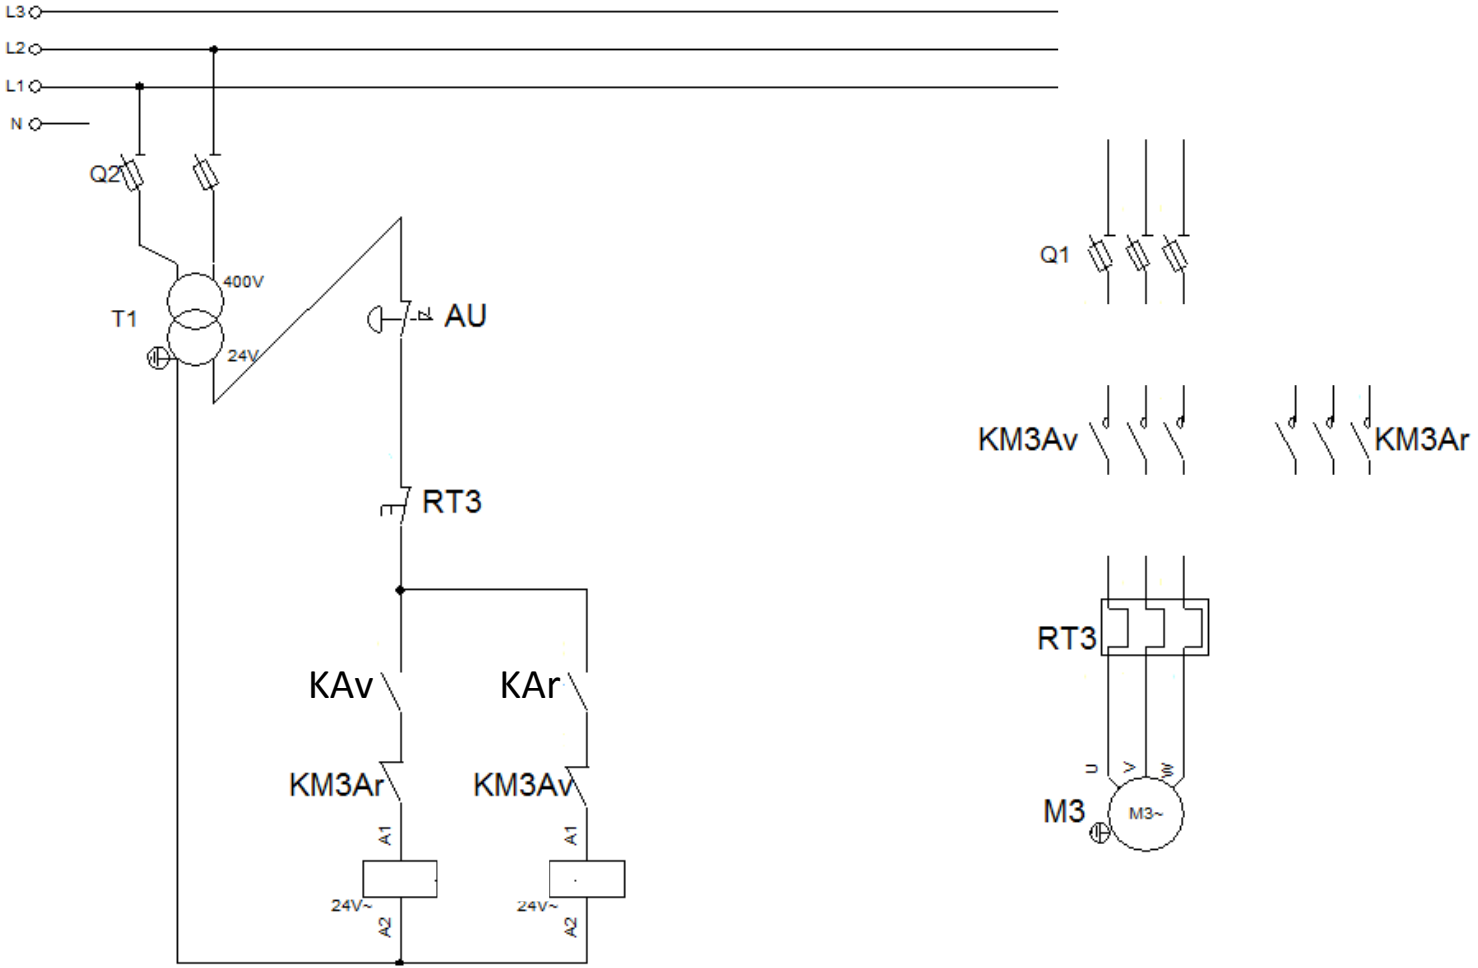 L3
L2
L1
N
Q2
400V
T1
24V
AU
RT3
KAv
KAr
KM3Ar
KM3Av
A1
A1
24V~
24V~
A2
A2
Q1
KM3Av
KM3Ar
RT3
U
V
W
M3
M3~